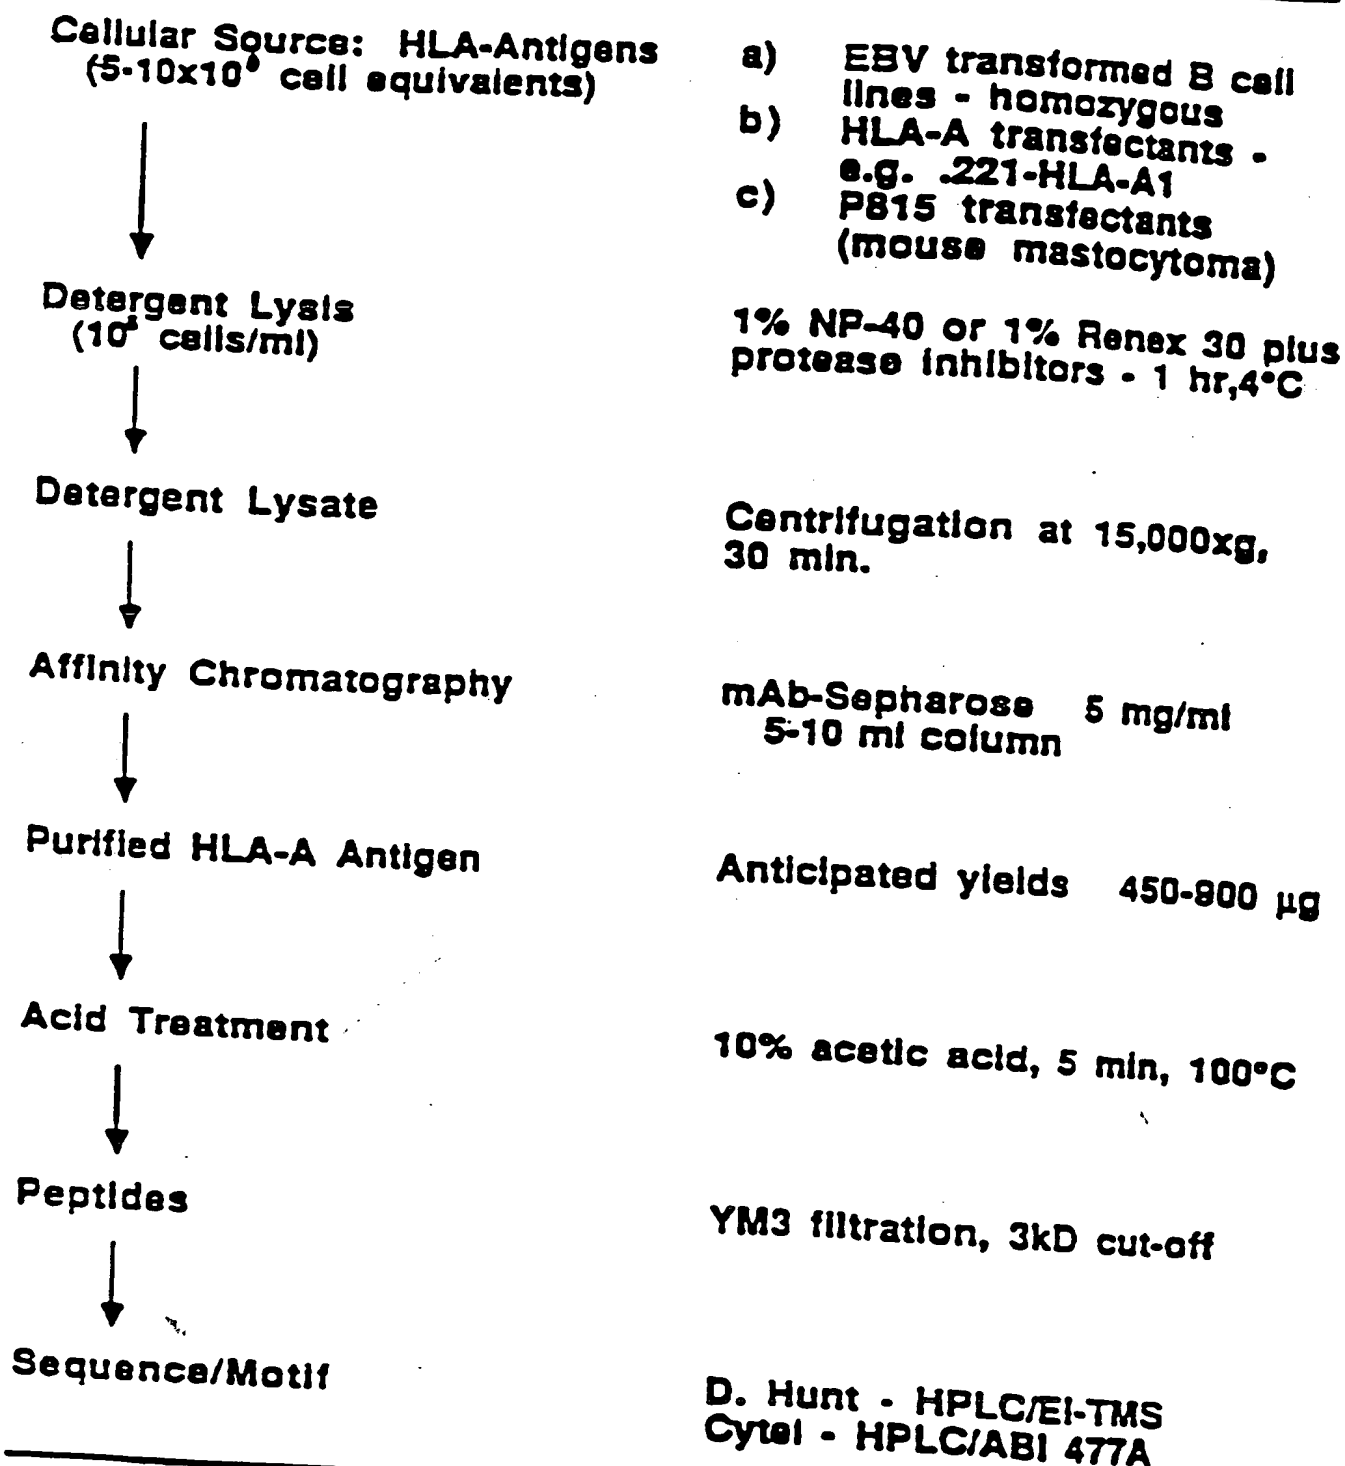 Cellular Source: HLA-Antigens
(5-10x10 cell equivalents)
a) EBV transformed B cell
lines - homozygous
b) HLA-A transfectants -
e.g. .221-HLA-A1
c) P815 transfectants
(mouse mastocytoma)
Detergent Lysis
(10 cells/ml)
1% NP-40 or 1% Renex 30 plus
protease inhibitors - 1 hr,4°C
Detergent Lysate
Centrifugation at 15,000xg,
30 min.
Affinity Chromatography
mAb-Sepharose 5 mg/ml
5-10 ml column
Purified HLA-A Antigen
Anticipated yields 450-900 µg
Acid Treatment
10% acetic acid, 5 min, 100°C
Peptides
YM3 filtration, 3kD cut-off
Sequence/Motif
D. Hunt - HPLC/EI-TMS
Cytel - HPLC/ABI 477A